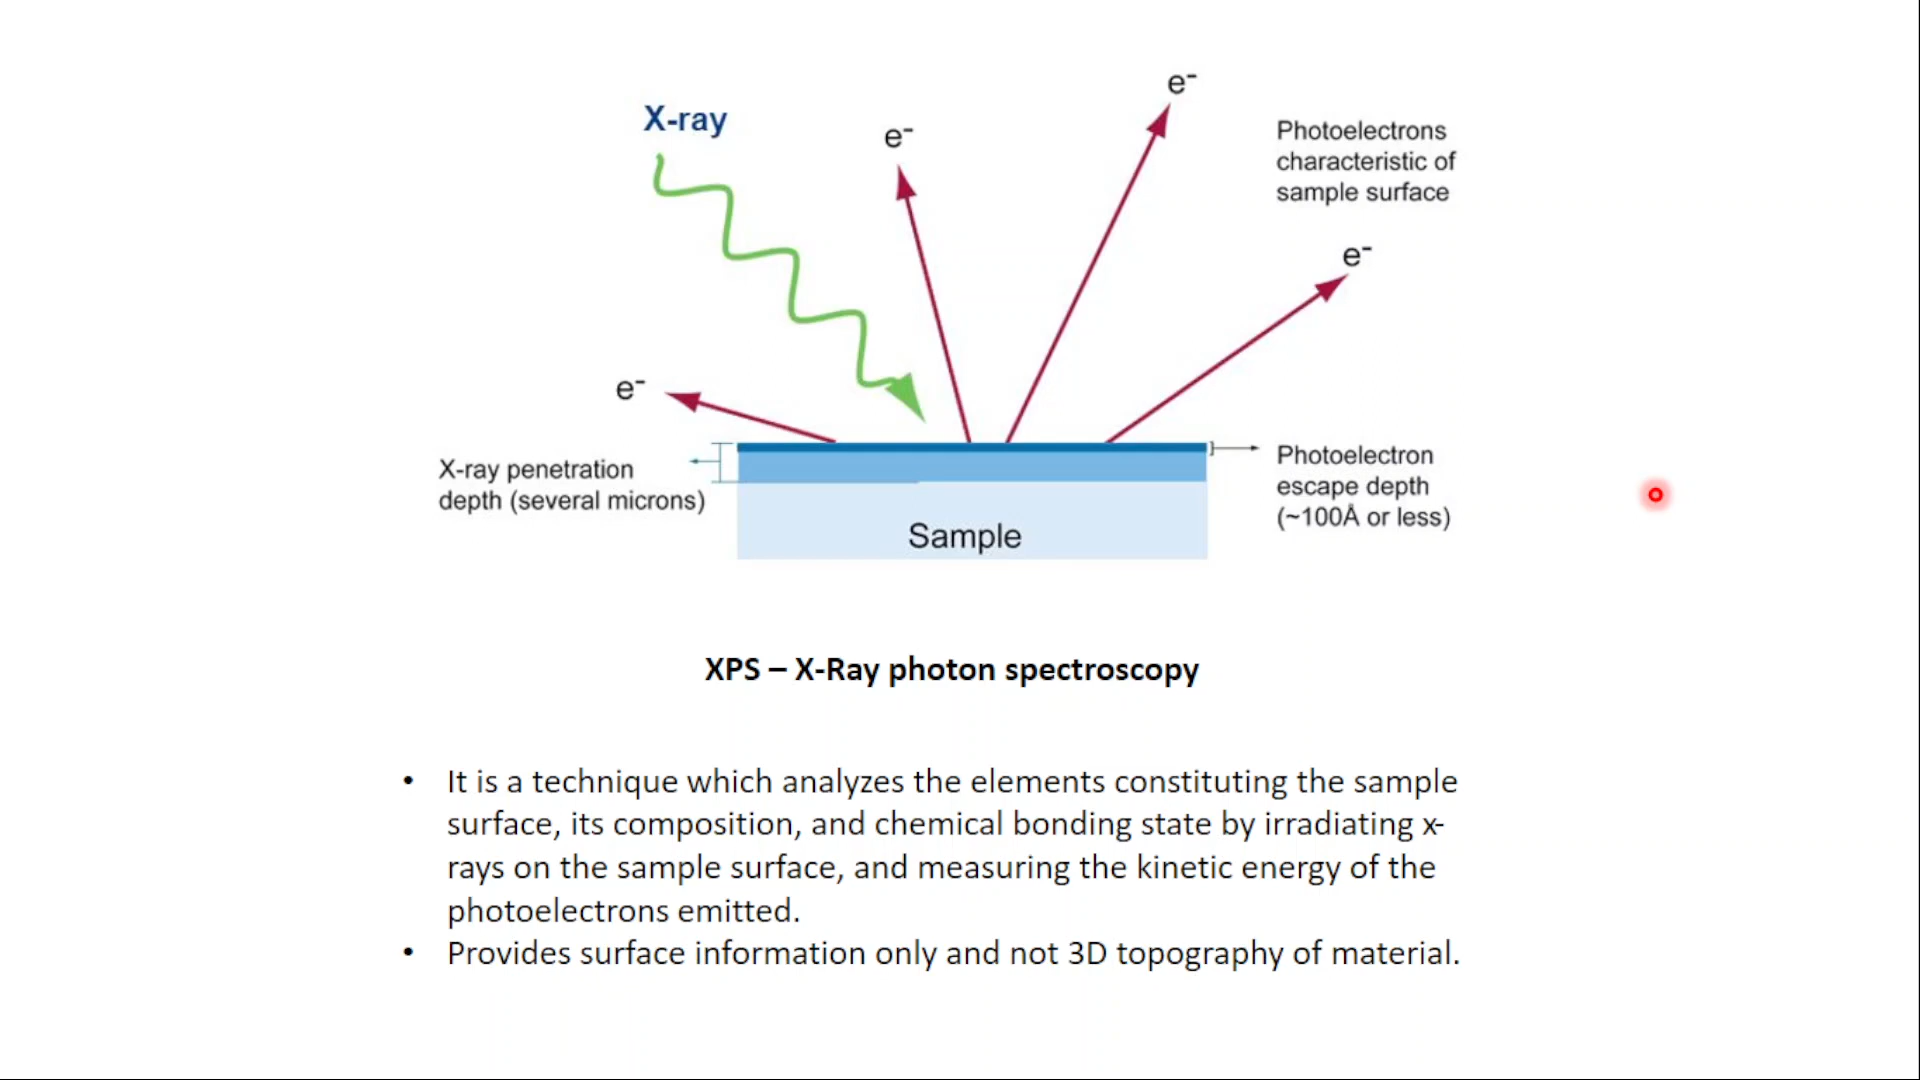 X-ray
e⁻
e⁻
Photoelectrons
characteristic of
sample surface
e⁻
e⁻
X-ray penetration
depth (several microns)
Photoelectron
escape depth
(~100Å or less)
Sample
XPS – X-Ray photon spectroscopy
• It is a technique which analyzes the elements constituting the sample
surface, its composition, and chemical bonding state by irradiating x-
rays on the sample surface, and measuring the kinetic energy of the
photoelectrons emitted.
• Provides surface information only and not 3D topography of material.